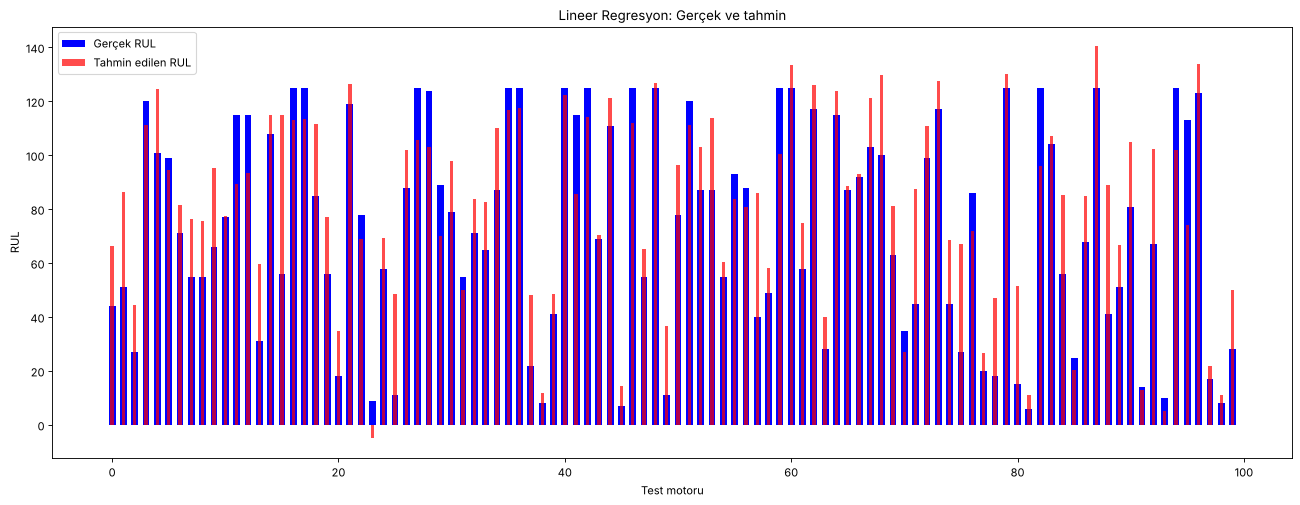 Lineer Regresyon: Gerçek ve tahmin
Gerçek RUL
Tahmin edilen RUL
140
120
100
80
60
40
20
0
RUL
0 20 40 60 80 100
Test motoru